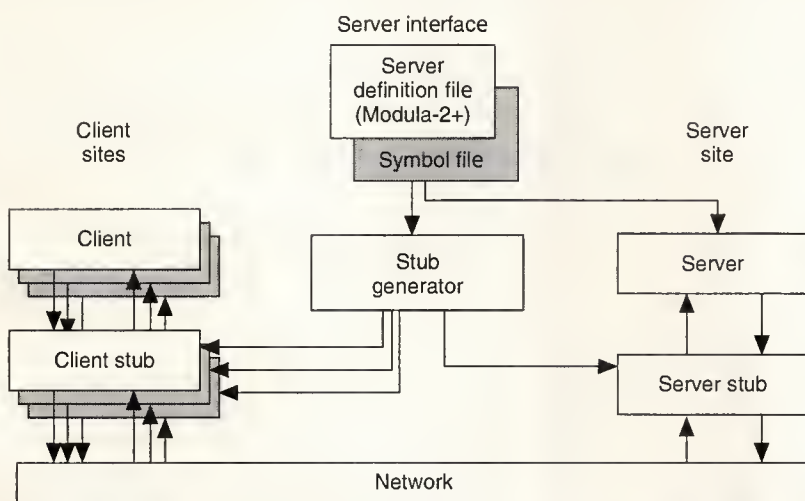 Server interface
Server
definition file
(Modula-2+)
Symbol file
Client
sites
Server
site
Client
Stub
generator
Server
Client stub
Server stub
Network